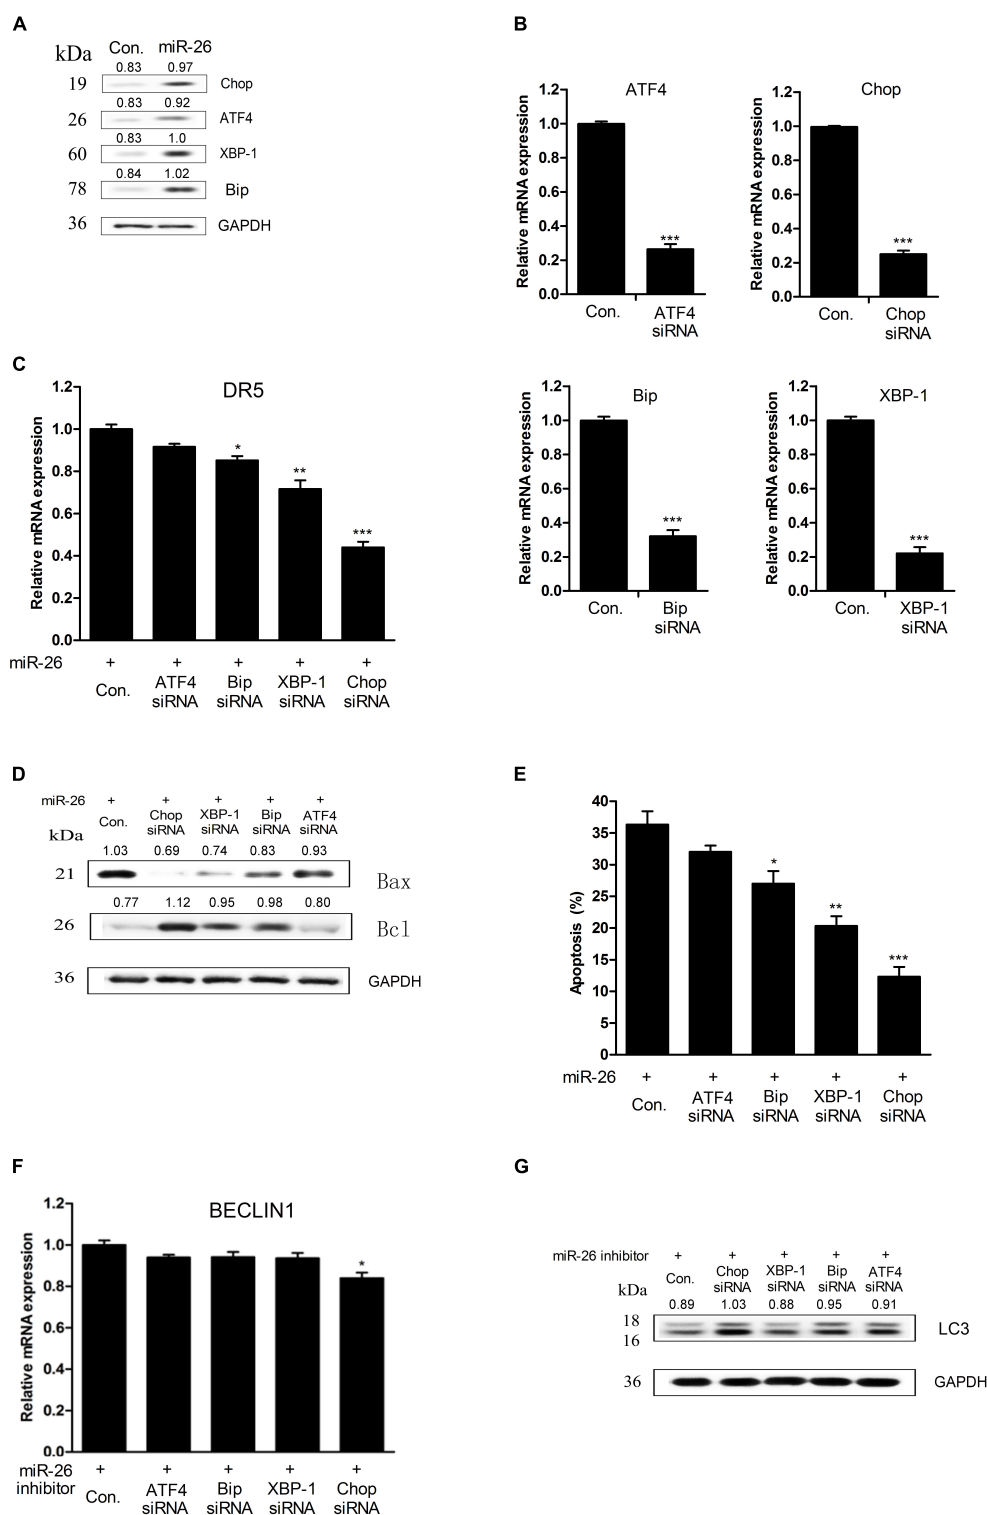 A
kDa Con. miR-26
0.83 0.97
19 Chop
0.83 0.92
26 ATF4
0.83 1.0
60 XBP-1
0.84 1.02
78 Bip
36 GAPDH
B
ATF4
Relative mRNA expression
1.2
1.0
0.8
0.6
0.4
0.2
0.0
***
Con. ATF4
siRNA
Chop
Relative mRNA expression
1.2
1.0
0.8
0.6
0.4
0.2
0.0
***
Con. Chop
siRNA
Bip
Relative mRNA expression
1.2
1.0
0.8
0.6
0.4
0.2
0.0
***
Con. Bip
siRNA
XBP-1
Relative mRNA expression
1.2
1.0
0.8
0.6
0.4
0.2
0.0
***
Con. XBP-1
siRNA
C
DR5
Relative mRNA expression
1.2
1.0
0.8
0.6
0.4
0.2
0.0
* ** ***
miR-26 + + + + +
Con. ATF4 Bip XBP-1 Chop
siRNA siRNA siRNA siRNA
D
miR-26 + + + + +
Con. Chop XBP-1 Bip ATF4
siRNA siRNA siRNA siRNA
kDa
1.03 0.69 0.74 0.83 0.93
21 Bax
0.77 1.12 0.95 0.98 0.80
26 Bcl
36 GAPDH
E
Apoptosis (%)
40
35
30
25
20
15
10
5
0
* ** ***
miR-26 + + + + +
Con. ATF4 Bip XBP-1 Chop
siRNA siRNA siRNA siRNA
F
BECLIN1
Relative mRNA expression
1.2
1.0
0.8
0.6
0.4
0.2
0.0
*
miR-26 + + + + +
inhibitor Con. ATF4 Bip XBP-1 Chop
siRNA siRNA siRNA siRNA
G
miR-26 inhibitor + + + + +
Con. Chop XBP-1 Bip ATF4
siRNA siRNA siRNA siRNA
kDa
0.89 1.03 0.88 0.95 0.91
18
16 LC3
36 GAPDH